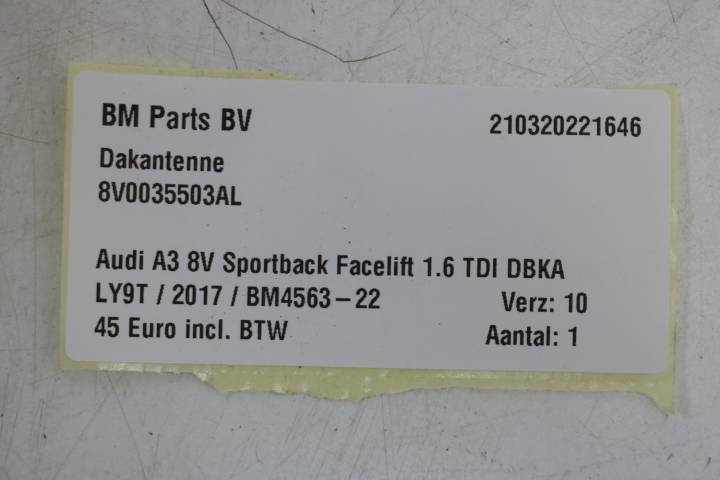 BM Parts BV 210320221646
Dakantenne
8V0035503AL
Audi A3 8V Sportback Facelift 1.6 TDI DBKA
LY9T / 2017 / BM4563-22 Verz: 10
45 Euro incl. BTW Aantal: 1